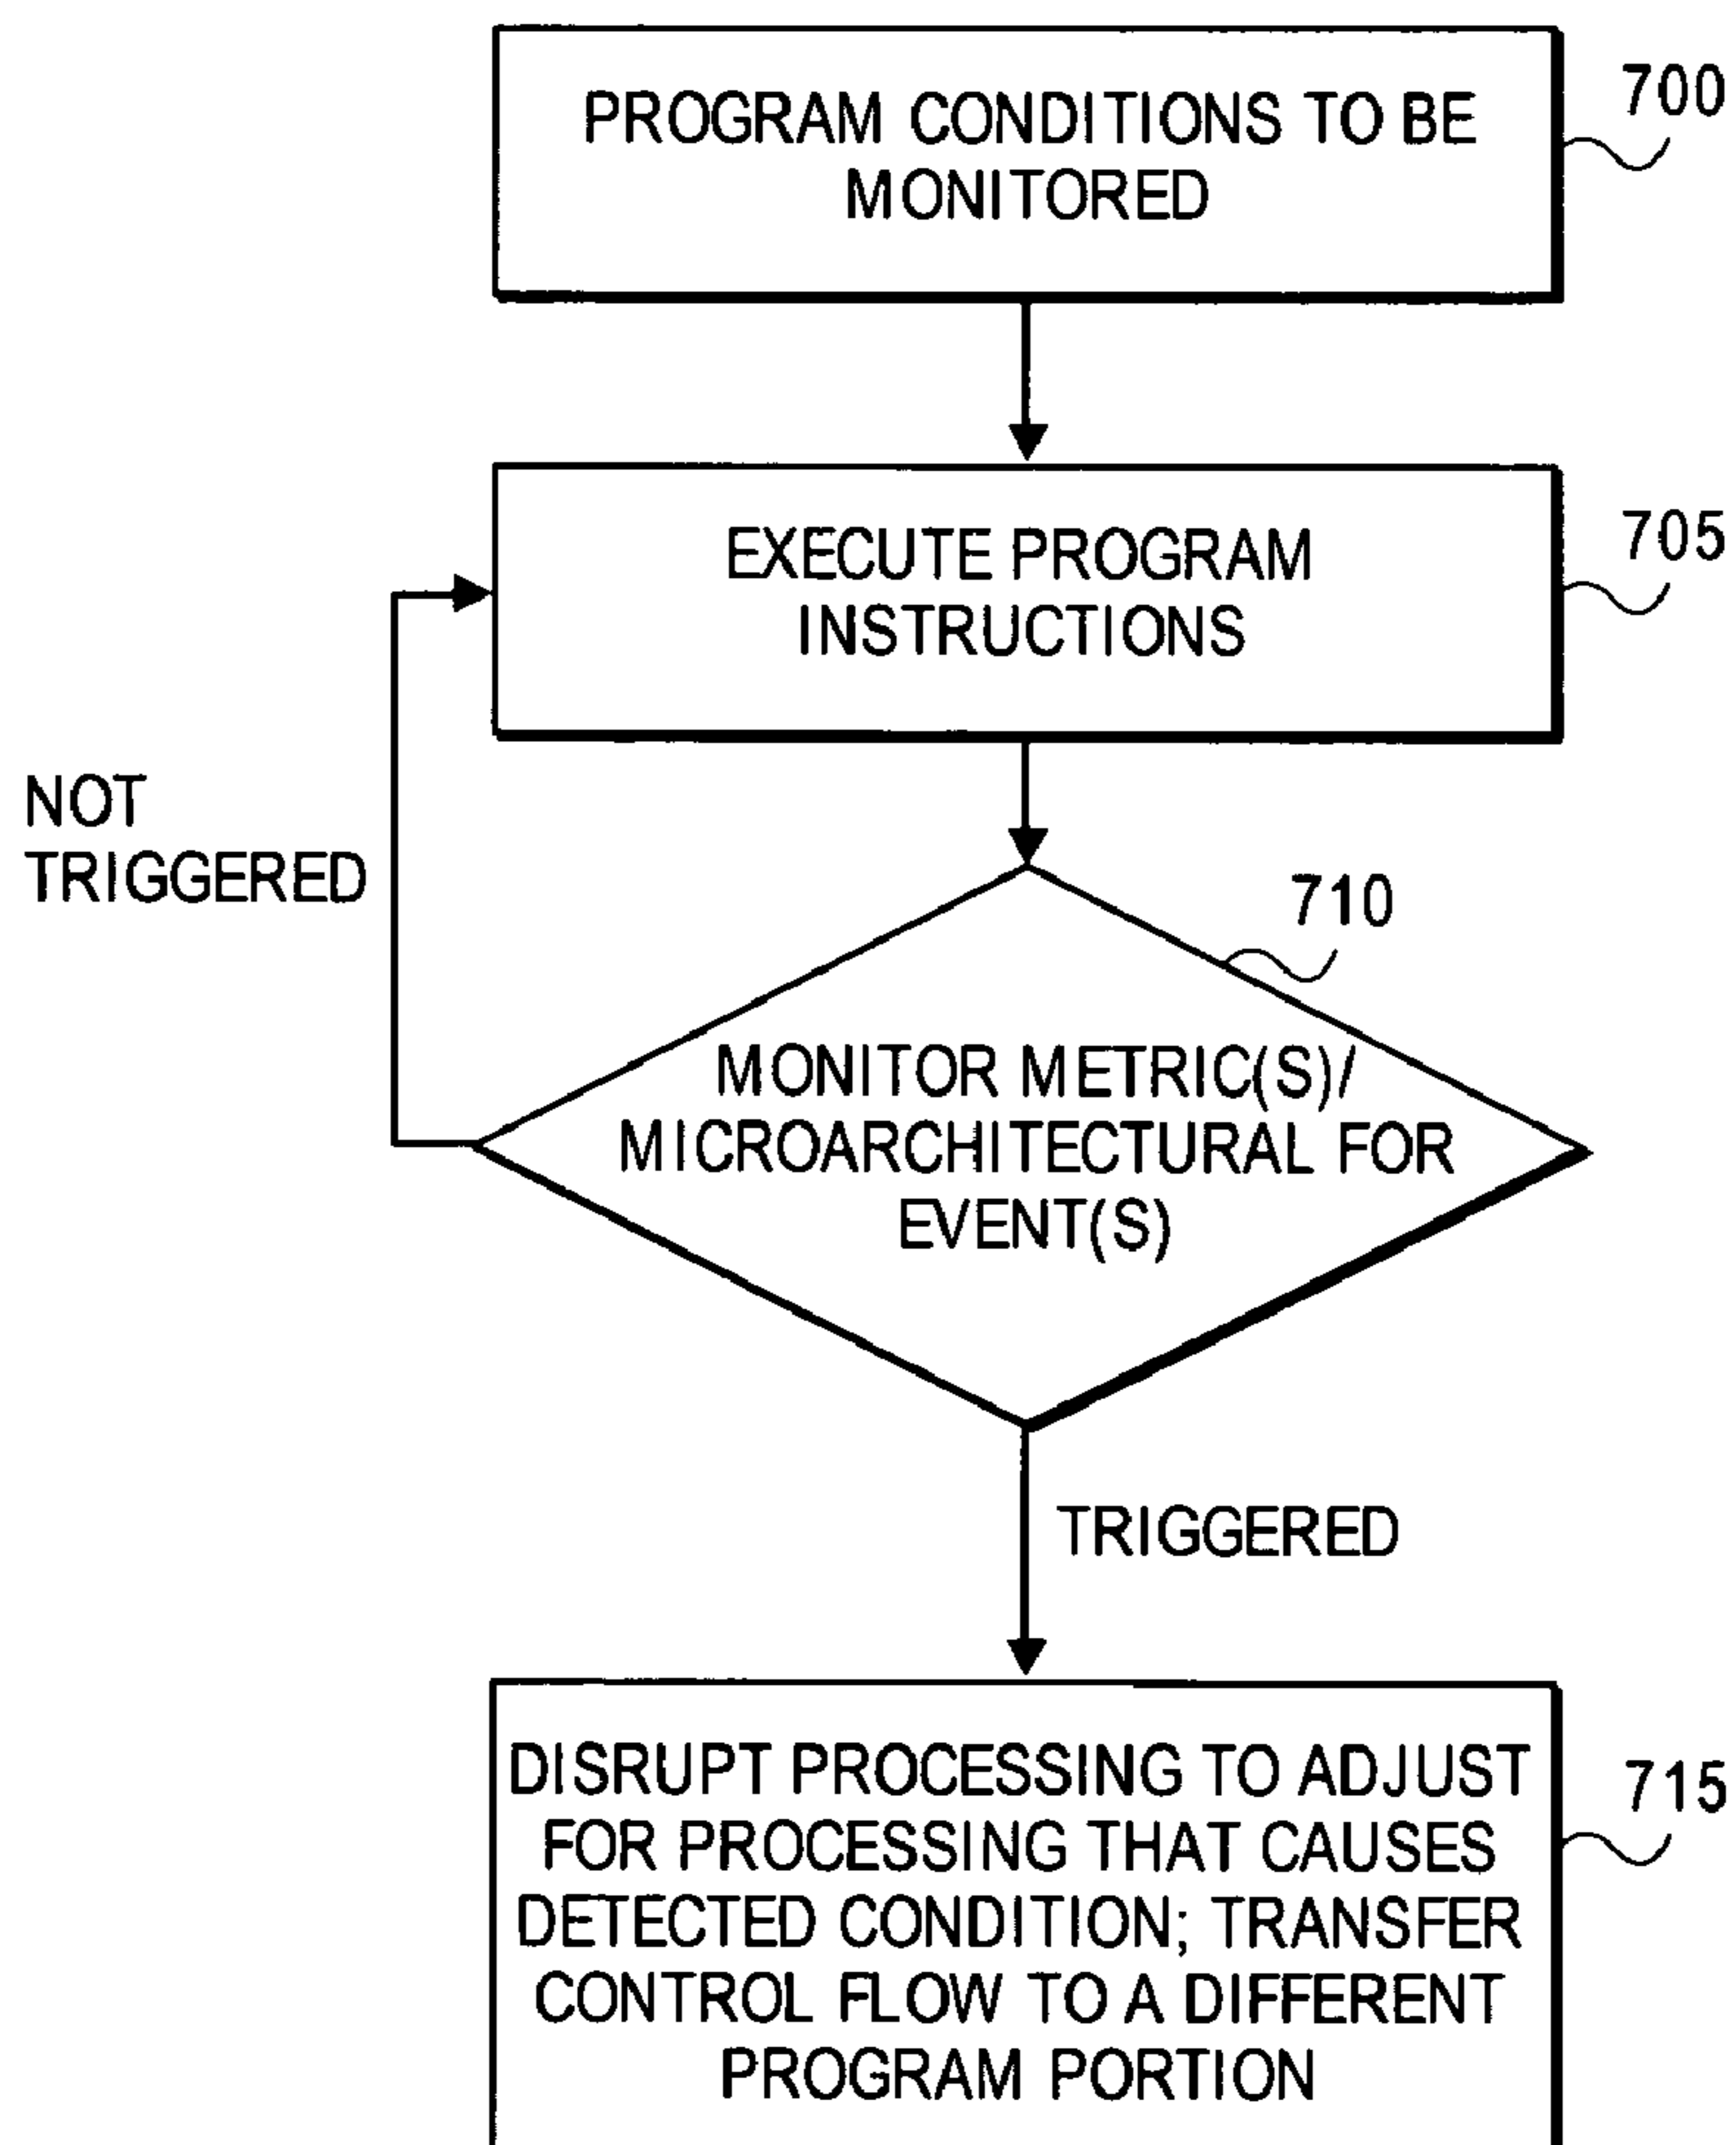 PROGRAM CONDITIONS TO BE
MONITORED
700
EXECUTE PROGRAM
INSTRUCTIONS
705
NOT
TRIGGERED
710
MONITOR METRIC(S)/
MICROARCHITECTURAL FOR
EVENT(S)
TRIGGERED
DISRUPT PROCESSING TO ADJUST
FOR PROCESSING THAT CAUSES
DETECTED CONDITION; TRANSFER
CONTROL FLOW TO A DIFFERENT
PROGRAM PORTION
715